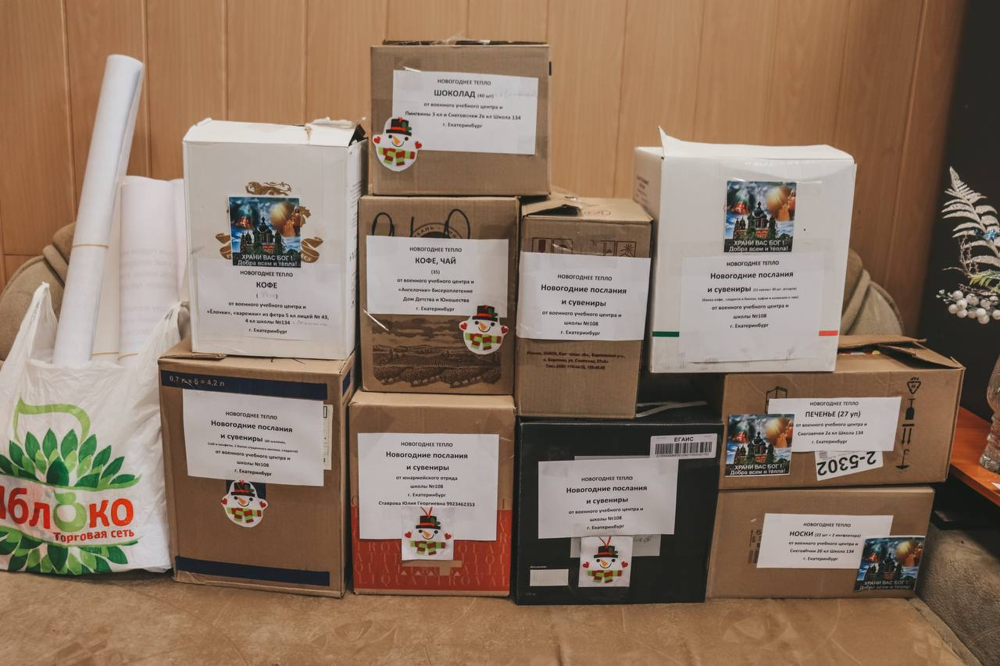 НОВОГОДНЕЕ ТЕПЛО
ШОКОЛАД (40 шт)
от военного учебного центра и
Пингвины 3 кл и Снеговички 2в кл Школа 134
г. Екатеринбург
ХРАНИ ВАС БОГ !
Добра всем и тепла!
НОВОГОДНЕЕ ТЕПЛО
КОФЕ
от военного учебного центра и
«Ёлочки», «варежки» из фетра 5 кл лицей № 43,
4 кл школы №134
г. Екатеринбург
НОВОГОДНЕЕ ТЕПЛО
КОФЕ, ЧАЙ
(35)
от военного учебного центра и
«Ангелочки» бисероплетение
Дом Детства и Юношества
г. Екатеринбург
НОВОГОДНЕЕ ТЕПЛО
Новогодние послания
и сувениры
от военного учебного центра и
школы №108
г. Екатеринбург
ХРАНИ ВАС БОГ !
Добра всем и тепла!
НОВОГОДНЕЕ ТЕПЛО
Новогодние послания
и сувениры
от военного учебного центра и
школы №108
г. Екатеринбург
0,7 л x 6 = 4,2 л
НОВОГОДНЕЕ ТЕПЛО
Новогодние послания
и сувениры
от военного учебного центра и
школы №108
г. Екатеринбург
НОВОГОДНЕЕ ТЕПЛО
Новогодние послания
и сувениры
от юнармейского отряда
школы №108
г. Екатеринбург
Ставрова Юлия Георгиевна 9923462353
ЕГАИС
НОВОГОДНЕЕ ТЕПЛО
Новогодние послания
и сувениры
от военного учебного центра и
школы №108
г. Екатеринбург
НОВОГОДНЕЕ ТЕПЛО
ПЕЧЕНЬЕ (27 уп)
от военного учебного центра и
Снеговички 2а кл Школа 134
г. Екатеринбург
ХРАНИ ВАС БОГ !
Добра всем и тепла!
2-5302
НОВОГОДНЕЕ ТЕПЛО
НОСКИ (22 шт + 2 ингалятора)
от военного учебного центра и
Снеговички 2б кл Школа 134
г. Екатеринбург
ХРАНИ ВАС БОГ !
Добра всем и тепла!
ЯблОко
Торговая сеть